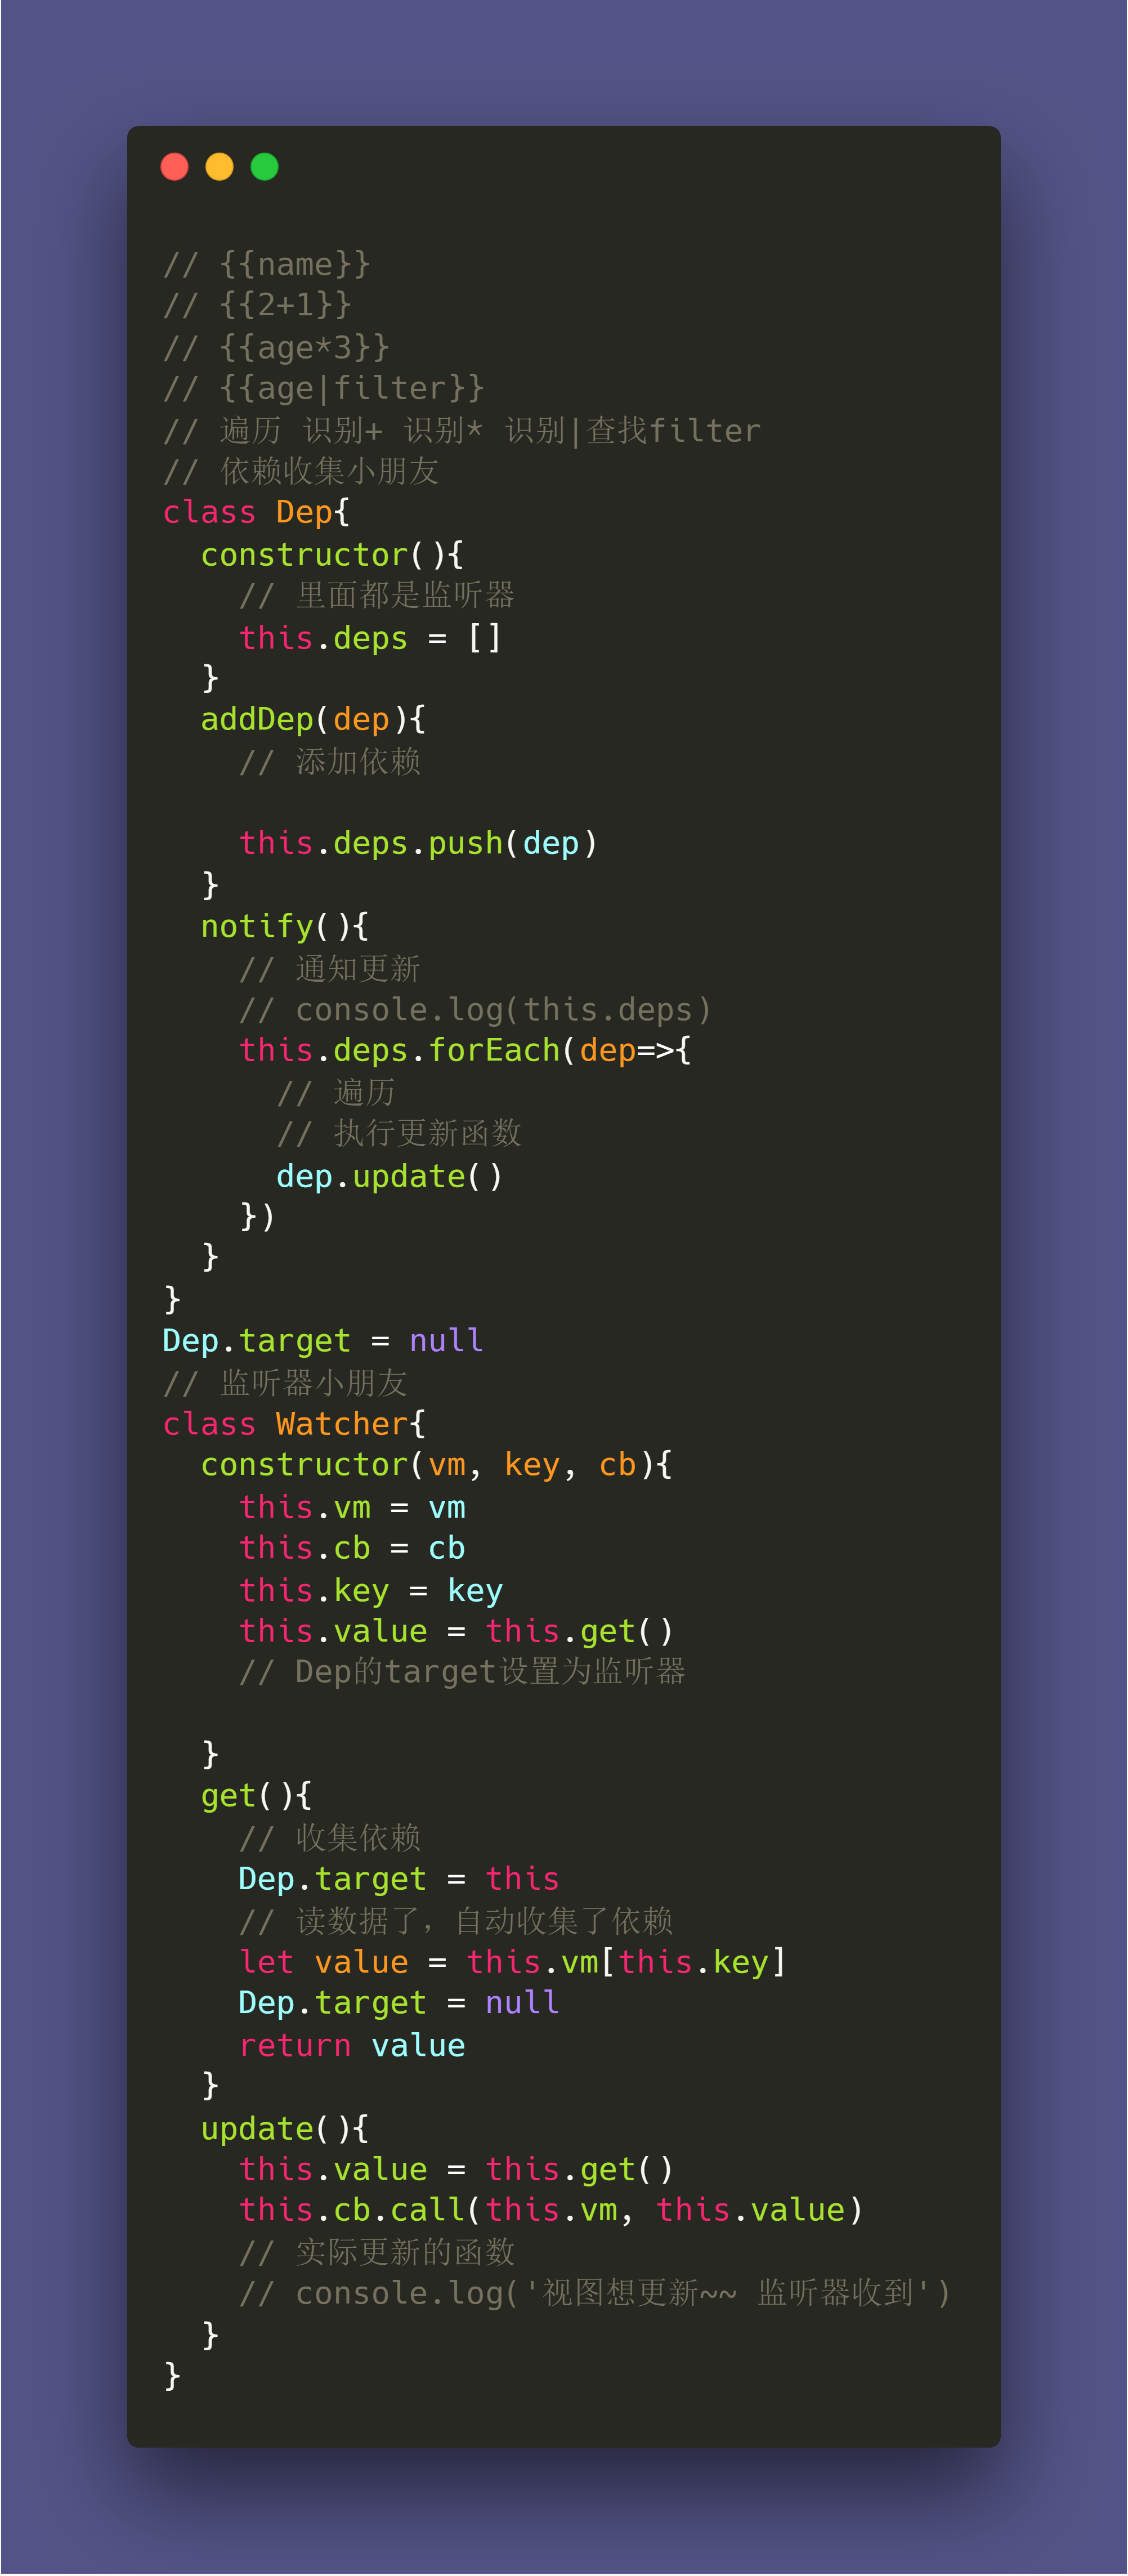 // {{name}}
// {{2+1}}
// {{age*3}}
// {{age|filter}}
// 遍历 识别+ 识别* 识别|查找filter
// 依赖收集小朋友
class Dep{
  constructor(){
    // 里面都是监听器
    this.deps = []
  }
  addDep(dep){
    // 添加依赖

    this.deps.push(dep)
  }
  notify(){
    // 通知更新
    // console.log(this.deps)
    this.deps.forEach(dep=>{
      // 遍历
      // 执行更新函数
      dep.update()
    })
  }
}
Dep.target = null
// 监听器小朋友
class Watcher{
  constructor(vm, key, cb){
    this.vm = vm
    this.cb = cb
    this.key = key
    this.value = this.get()
    // Dep的target设置为监听器

  }
  get(){
    // 收集依赖
    Dep.target = this
    // 读数据了，自动收集了依赖
    let value = this.vm[this.key]
    Dep.target = null
    return value
  }
  update(){
    this.value = this.get()
    this.cb.call(this.vm, this.value)
    // 实际更新的函数
    // console.log('视图想更新~~ 监听器收到')
  }
}